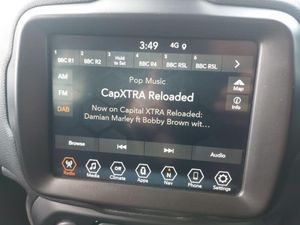 3:49 4G
1 2 3 4 5 6
BBC R1 BBC R2 Hold to Set BBC R4 BBC R5L BBC R5L
Pop Music
AM
CapXTRA Reloaded
Map
FM
Now on Capital XTRA Reloaded:
Info
DAB
Damian Marley ft Bobby Brown wit...
Browse Audio
Radio Media Climate Apps Nav Phone Settings